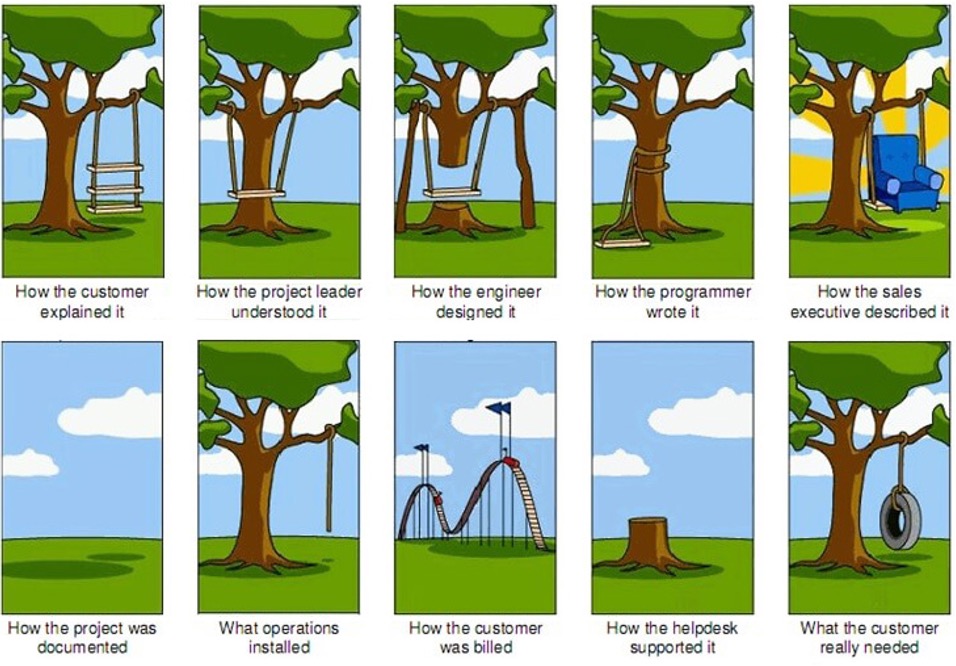 How the customer
explained it
How the project leader
understood it
How the engineer
designed it
How the programmer
wrote it
How the sales
executive described it
How the project was
documented
What operations
installed
How the customer
was billed
How the helpdesk
supported it
What the customer
really needed